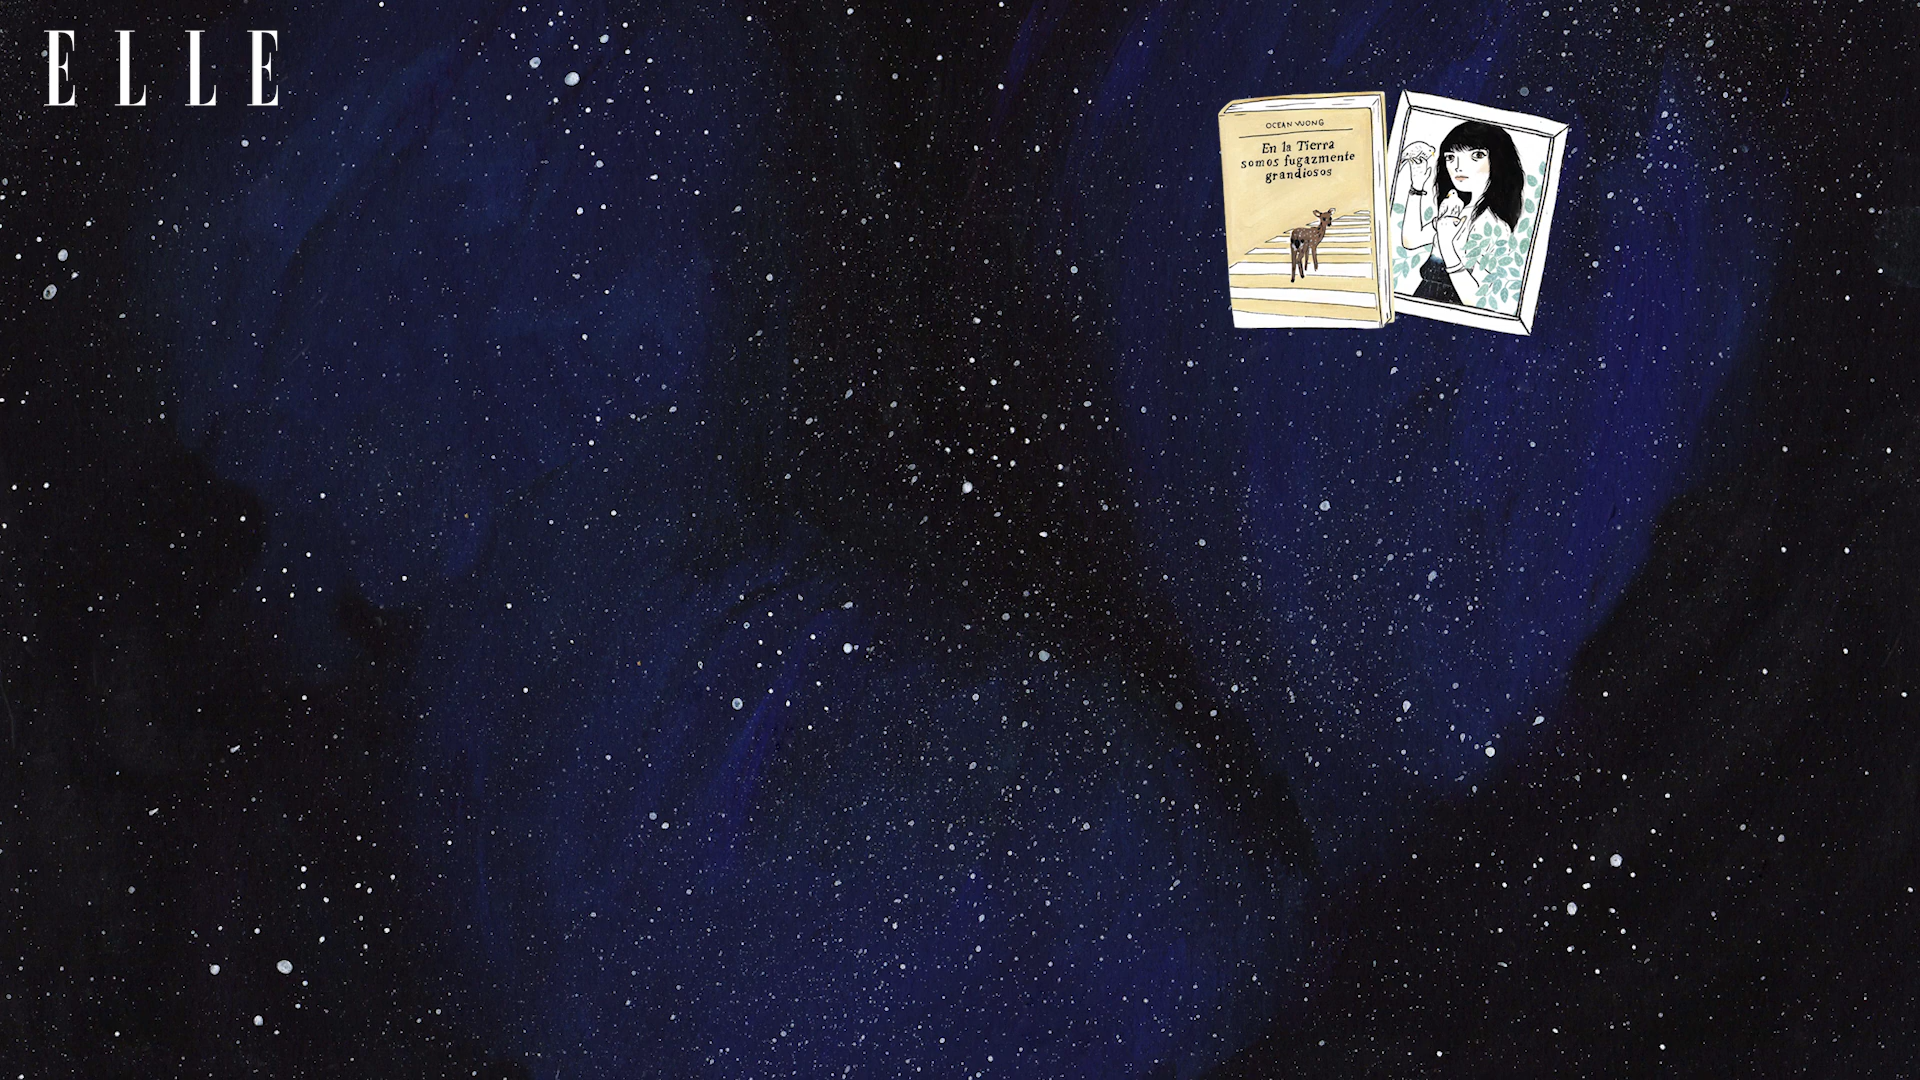 ELLE
OCEAN VUONG
En la Tierra
somos fugazmente
grandiosos